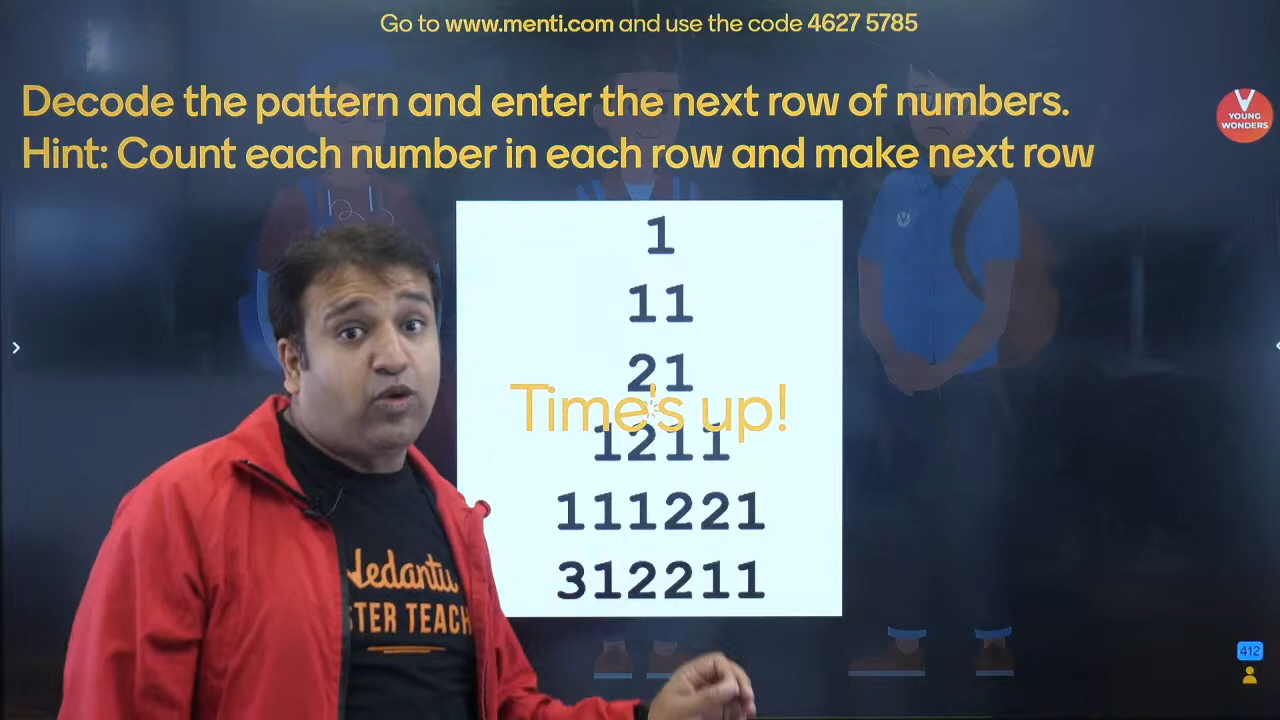 Go to www.menti.com and use the code 4627 5785
Decode the pattern and enter the next row of numbers.
Hint: Count each number in each row and make next row
YOUNG
WONDERS
1
11
21
Time's up!
1211
111221
312211
Vedantu
STER TEACH
412